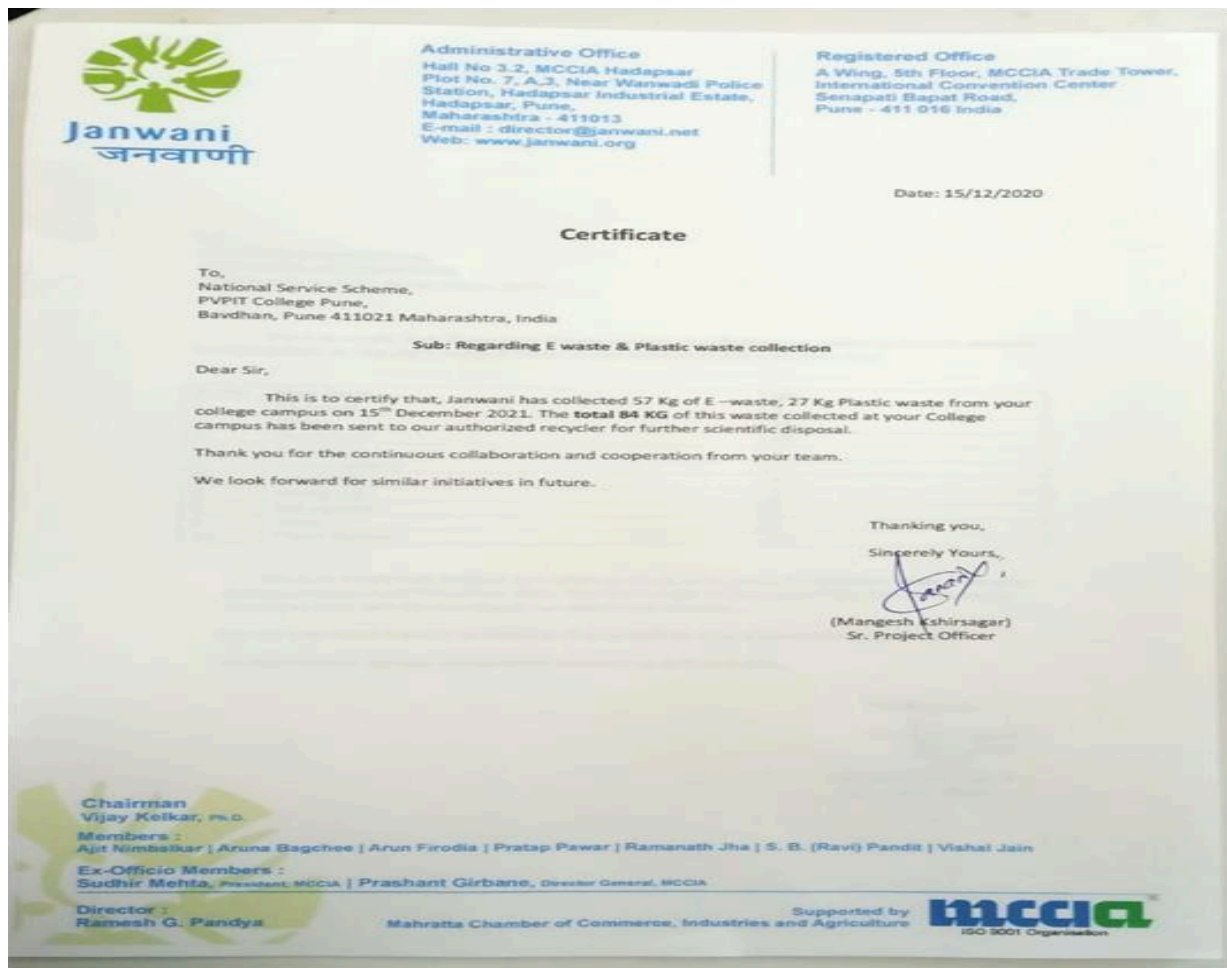 Janwani
जनवाणी
Administrative Office
Hall No 3.2, MCCIA Hadapsar
Plot No. 7, A.3, Near Wanwadi Police
Station, Hadapsar Industrial Estate,
Hadapsar, Pune,
Maharashtra - 411013
E-mail : director@janwani.net
Web: www.janwani.org
Registered Office
A Wing, 5th Floor, MCCIA Trade Tower,
International Convention Center
Senapati Bapat Road,
Pune - 411 016 India
Date: 15/12/2020
Certificate
To,
National Service Scheme,
PVPIT College Pune,
Bavdhan, Pune 411021 Maharashtra, India
Sub: Regarding E waste & Plastic waste collection
Dear Sir,
This is to certify that, Janwani has collected 57 Kg of E –waste, 27 Kg Plastic waste from your
college campus on 15th December 2021. The total 84 KG of this waste collected at your College
campus has been sent to our authorized recycler for further scientific disposal.
Thank you for the continuous collaboration and cooperation from your team.
We look forward for similar initiatives in future.
Thanking you,
Sincerely Yours,
(Mangesh Kshirsagar)
Sr. Project Officer
Chairman
Vijay Kelkar, PH.D.
Members :
Ajit Nimbalkar | Aruna Bagchee | Arun Firodia | Pratap Pawar | Ramanath Jha | S. B. (Ravi) Pandit | Vishal Jain
Ex-Officio Members :
Sudhir Mehta, President, MCCIA | Prashant Girbane, Director General, MCCIA
Director :
Ramesh G. Pandya
Supported by
Mahratta Chamber of Commerce, Industries and Agriculture
mccia
ISO 9001 Organisation